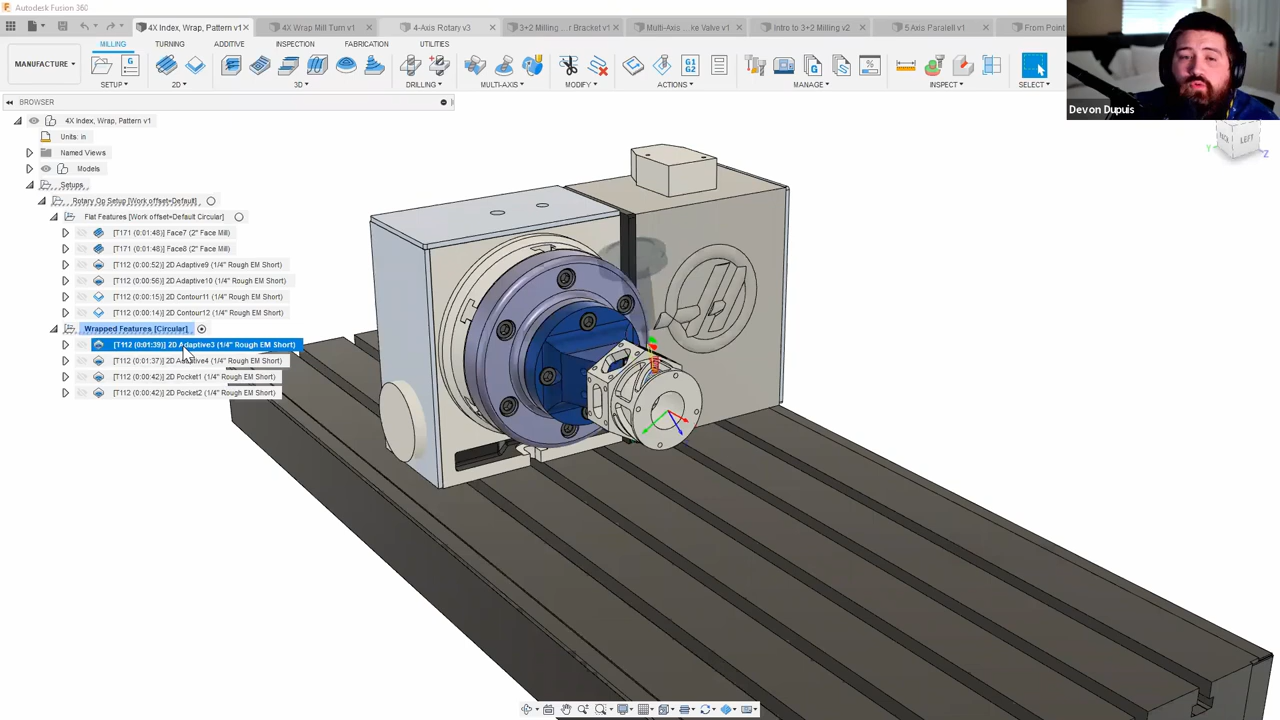 Autodesk Fusion 360
4X Index, Wrap, Pattern v1
4X Wrap Mill Turn v1
4-Axis Rotary v3
3+2 Milling ...r Bracket v1
Multi-Axis ...ke Valve v1
Intro to 3+2 Milling v2
5 Axis Paralell v1
From Point
MANUFACTURE
MILLING
TURNING
ADDITIVE
INSPECTION
FABRICATION
UTILITIES
G1
G2
SETUP
2D
3D
DRILLING
MULTI-AXIS
MODIFY
ACTIONS
MANAGE
INSPECT
SELECT
Devon Dupuis
BROWSER
4X Index, Wrap, Pattern v1
Units: in
Named Views
Models
Setups
Rotary Op Setup [Work offset=Default]
Flat Features [Work offset=Default Circular]
[T171 (0:01:48)] Face7 (2" Face Mill)
[T171 (0:01:48)] Face8 (2" Face Mill)
[T112 (0:00:52)] 2D Adaptive9 (1/4" Rough EM Short)
[T112 (0:00:56)] 2D Adaptive10 (1/4" Rough EM Short)
[T112 (0:00:15)] 2D Contour11 (1/4" Rough EM Short)
[T112 (0:00:14)] 2D Contour12 (1/4" Rough EM Short)
Wrapped Features [Circular]
[T112 (0:01:39)] 2D Adaptive3 (1/4" Rough EM Short)
[T112 (0:01:37)] 2D Adaptive4 (1/4" Rough EM Short)
[T112 (0:00:42)] 2D Pocket1 (1/4" Rough EM Short)
[T112 (0:00:42)] 2D Pocket2 (1/4" Rough EM Short)
BACK
LEFT
Y
Z